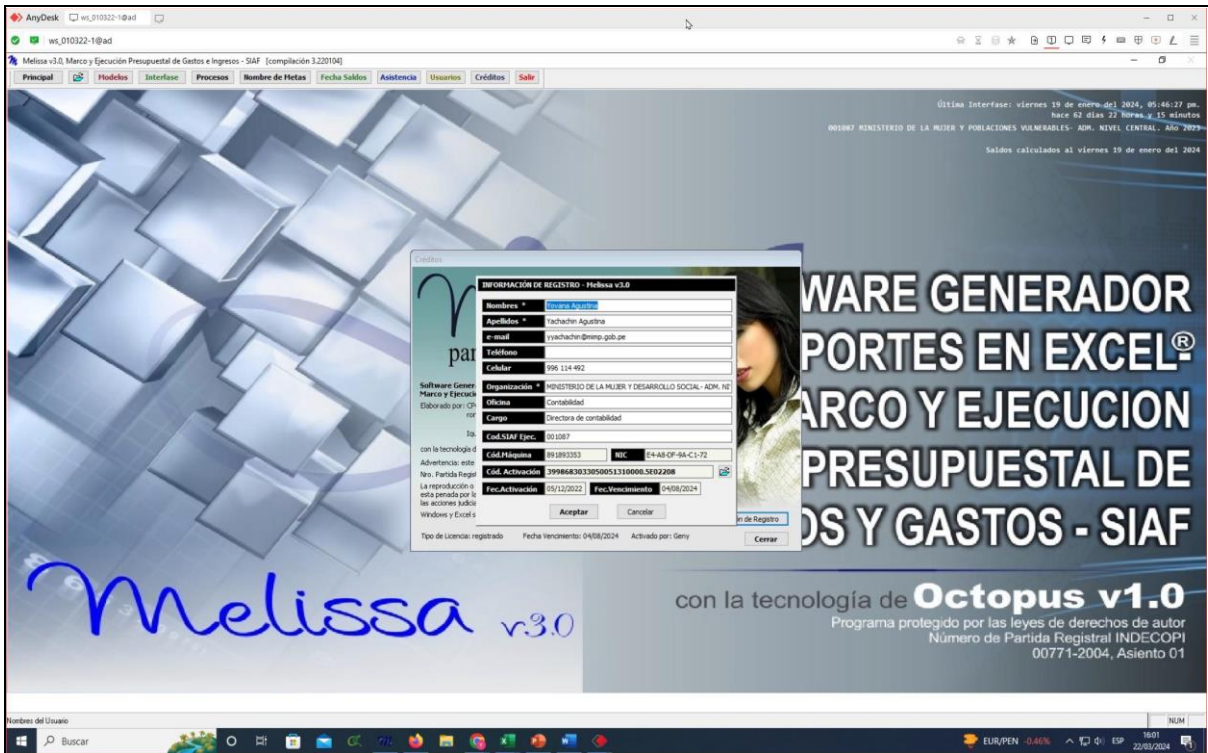 AnyDesk ws_010322-1@ad
ws_010322-1@ad
Melissa v3.0, Marco y Ejecución Presupuestal de Gastos e Ingresos - SIAF [compilación 3.220104]
Principal Modelos Interfase Procesos Nombre de Metas Fecha Saldos Asistencia Usuarios Créditos Salir
Última Interfase: viernes 19 de enero del 2024, 05:46:27 pm.
hace 62 días 22 horas y 15 minutos
001087 MINISTERIO DE LA MUJER Y POBLACIONES VULNERABLES- ADM. NIVEL CENTRAL. Año 2023
Saldos calculados al viernes 19 de enero del 2024
Créditos
INFORMACIÓN DE REGISTRO - Melissa v3.0
Nombres * Yovana Agustina
Apellidos * Yachachin Agustina
e-mail yyachachin@mimp.gob.pe
Teléfono
Celular 996 114 492
Organización * MINISTERIO DE LA MUJER Y DESARROLLO SOCIAL- ADM. NI
Oficina Contabilidad
Cargo Directora de contabilidad
Cod.SIAF Ejec. 001087
Cód.Máquina 891893353 NIC E4-A8-DF-9A-C1-72
Cód. Activación 3998683033050051310000.5E02208
Fec.Activación 05/12/2022 Fec.Vencimiento 04/08/2024
Aceptar Cancelar
par
Software Gener
Marco y Ejecuci
Elaborado por: CP
con la tecnología d
Advertencia: este
Nro. Partida Regist
La reproducción o
esta penada por le
las acciones judicia
Windows y Excel s
ón de Registro
Tipo de Licencia: registrado Fecha Vencimiento: 04/08/2024 Activado por: Geny
Cerrar
WARE GENERADOR
PORTES EN EXCEL®
ARCO Y EJECUCION
PRESUPUESTAL DE
OS Y GASTOS - SIAF
Melissa v3.0
con la tecnología de Octopus v1.0
Programa protegido por las leyes de derechos de autor
Número de Partida Registral INDECOPI
00771-2004, Asiento 01
Nombres del Usuario
NUM
Buscar
EUR/PEN -0.46%
ESP
16:01
22/03/2024